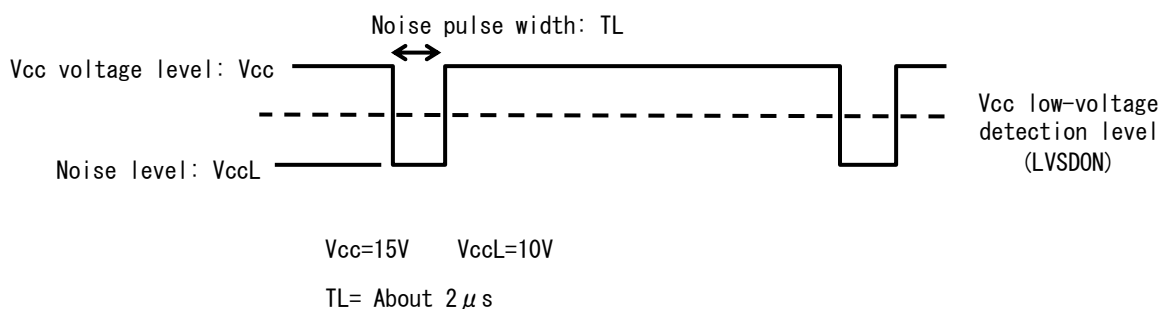 Noise pulse width: TL
Vcc voltage level: Vcc
Vcc low-voltage
detection level
(LVSDON)
Noise level: VccL
Vcc=15V VccL=10V
TL= About 2μs